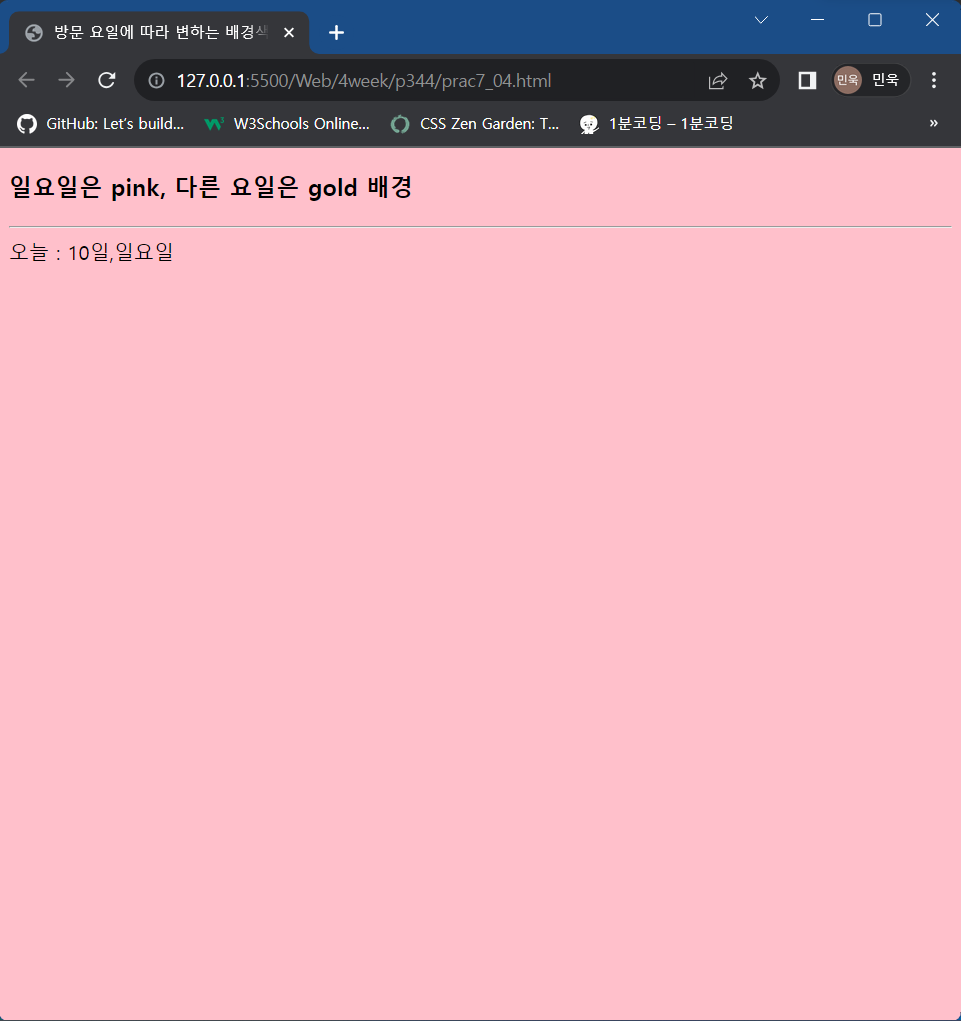 방문 요일에 따라 변하는 배경색
127.0.0.1:5500/Web/4week/p344/prac7_04.html
민욱 민욱
GitHub: Let's build... W3Schools Online... CSS Zen Garden: T... 1분코딩 – 1분코딩 »
일요일은 pink, 다른 요일은 gold 배경
오늘 : 10일,일요일